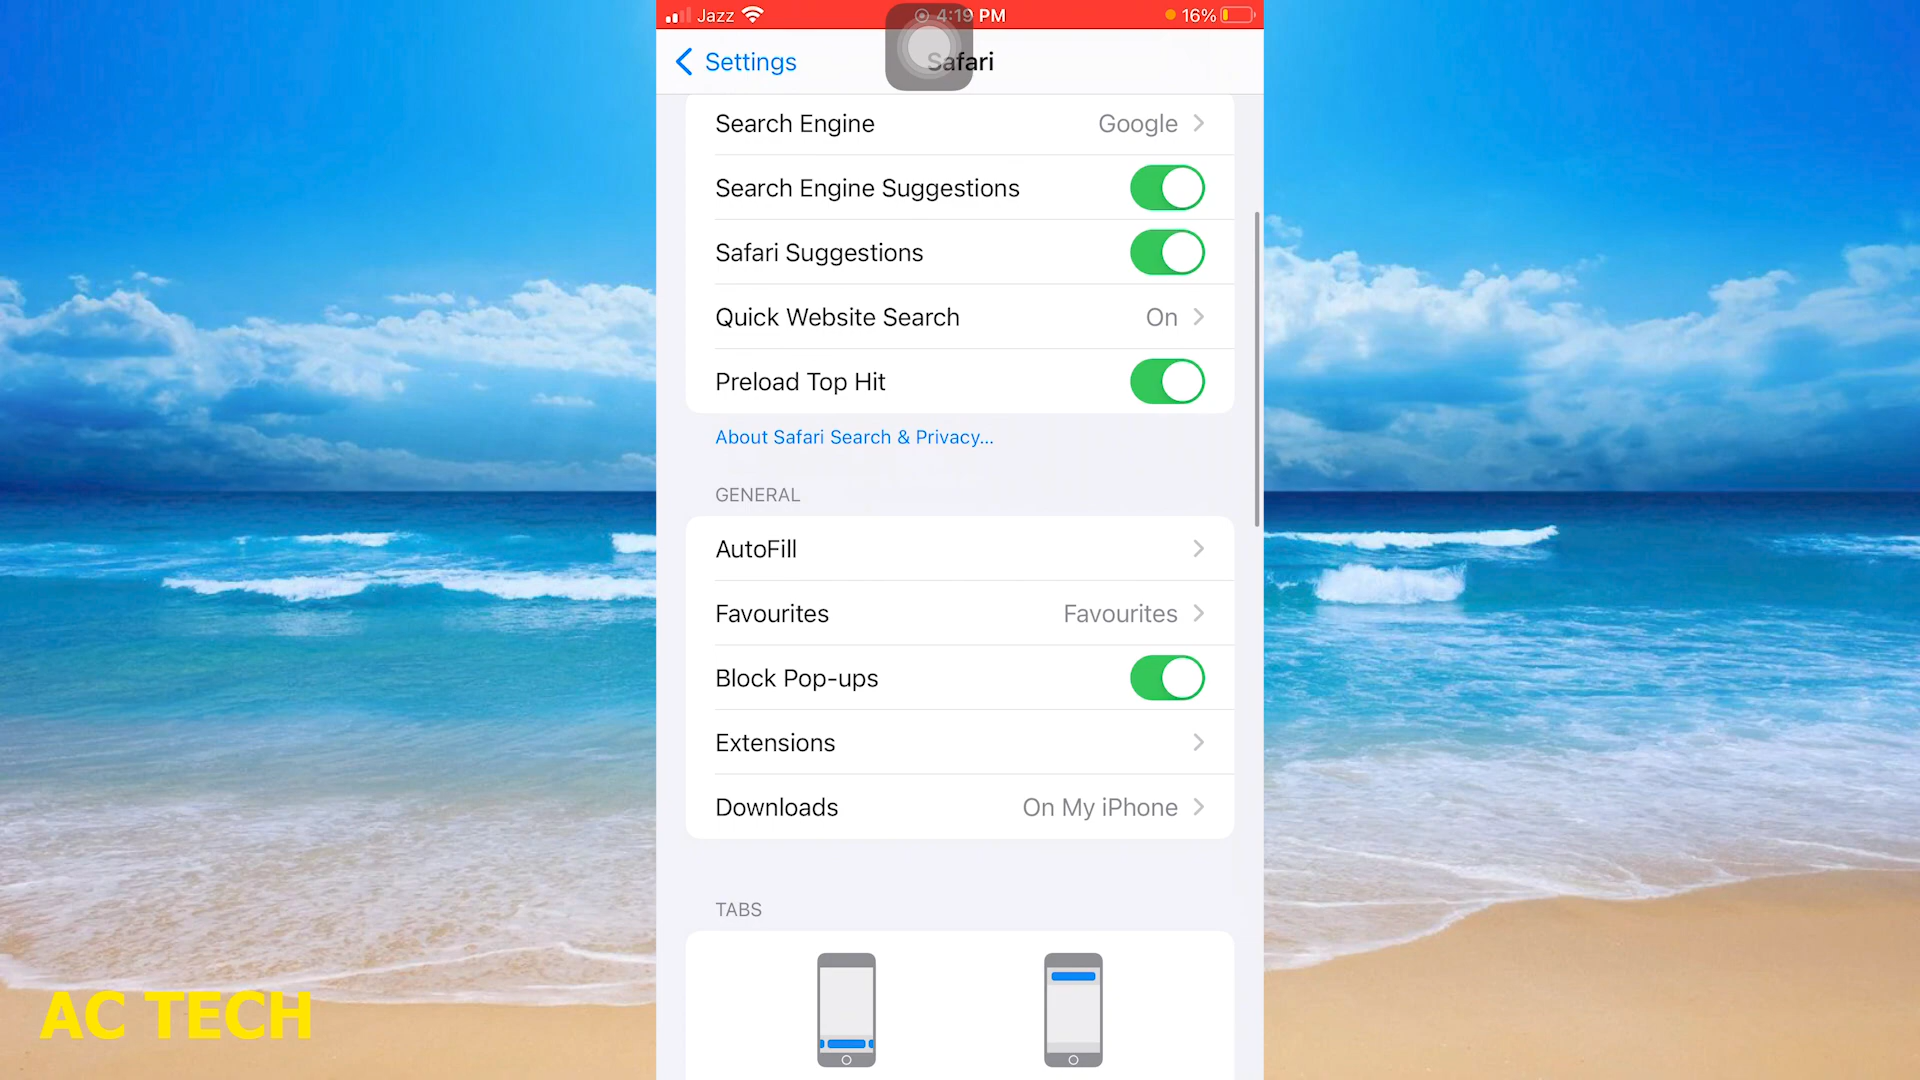 Jazz 4:19 PM 16%
Settings Safari
Search Engine Google
Search Engine Suggestions
Safari Suggestions
Quick Website Search On
Preload Top Hit
About Safari Search & Privacy...
GENERAL
AutoFill
Favourites Favourites
Block Pop-ups
Extensions
Downloads On My iPhone
TABS
AC TECH